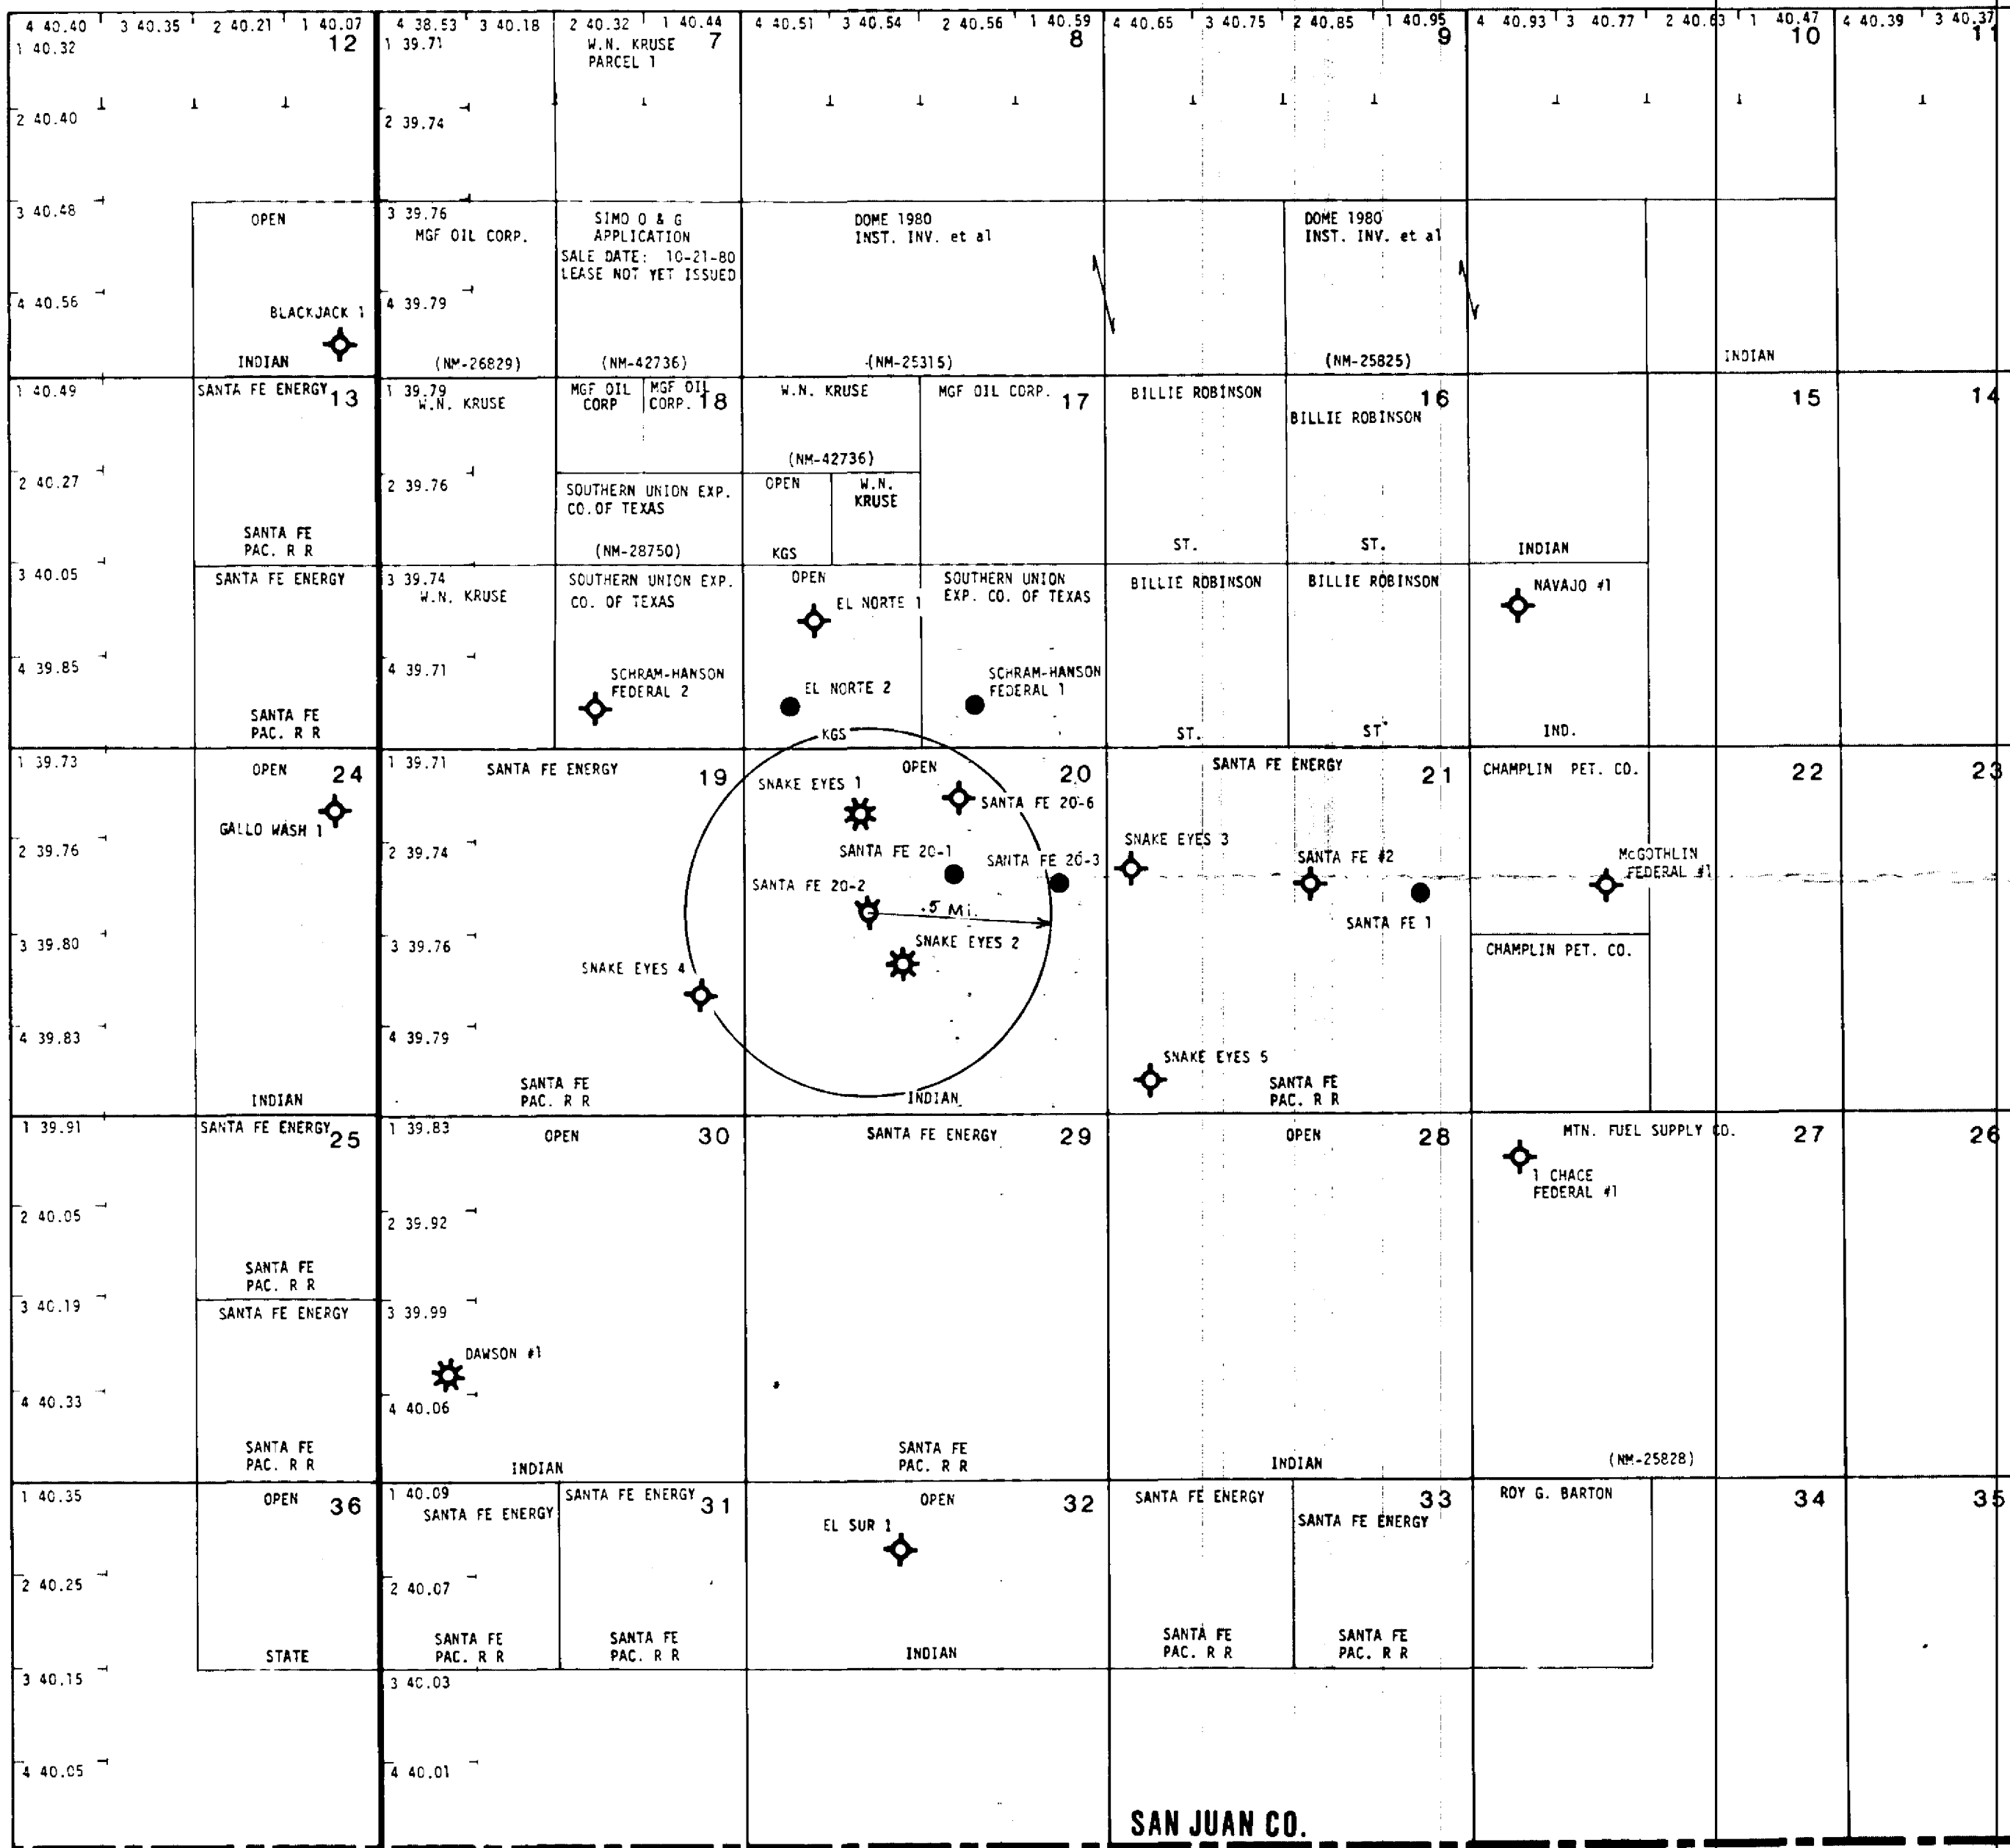 4 40.40 3 40.35 2 40.21 1 40.07
4 38.53 3 40.18 2 40.32 1 40.44
4 40.51 3 40.54 2 40.56 1 40.59
4 40.65 3 40.75 2 40.85 1 40.95
4 40.93 3 40.77 2 40.63 1 40.47
4 40.39 3 40.37
1 40.32
12
1 39.71
W.N. KRUSE
PARCEL 1
7
8
9
10
11
2 40.40
2 39.74
3 40.48
OPEN
4 40.56
BLACKJACK 1
INDIAN
3 39.76
MGF OIL CORP.
4 39.79
(NM-26829)
SIMO O & G
APPLICATION
SALE DATE: 10-21-80
LEASE NOT YET ISSUED
(NM-42736)
DOME 1980
INST. INV. et al
(NM-25315)
DOME 1980
INST. INV. et al
(NM-25825)
INDIAN
1 40.49
SANTA FE ENERGY
13
2 40.27
SANTA FE
PAC. R R
1 39.79
W.N. KRUSE
2 39.76
MGF OIL
CORP
MGF OIL
CORP.
18
SOUTHERN UNION EXP.
CO.OF TEXAS
(NM-28750)
W.N. KRUSE
(NM-42736)
OPEN
KGS
W.N.
KRUSE
MGF OIL CORP.
17
BILLIE ROBINSON
ST.
BILLIE ROBINSON
16
ST.
INDIAN
15
14
3 40.05
SANTA FE ENERGY
4 39.85
SANTA FE
PAC. R R
3 39.74
W.N. KRUSE
4 39.71
SOUTHERN UNION EXP.
CO. OF TEXAS
SCHRAM-HANSON
FEDERAL 2
OPEN
EL NORTE 1
EL NORTE 2
KGS
SOUTHERN UNION
EXP. CO. OF TEXAS
SCHRAM-HANSON
FEDERAL 1
BILLIE ROBINSON
ST.
BILLIE ROBINSON
ST
NAVAJO #1
IND.
1 39.73
OPEN
24
GALLO WASH 1
2 39.76
3 39.80
4 39.83
INDIAN
1 39.71
SANTA FE ENERGY
19
2 39.74
3 39.76
SNAKE EYES 4
4 39.79
SANTA FE
PAC. R R
OPEN
20
SNAKE EYES 1
SANTA FE 20-6
SANTA FE 20-1
SANTA FE 20-3
SANTA FE 20-2
.5 Mi.
SNAKE EYES 2
INDIAN
SANTA FE ENERGY
21
SNAKE EYES 3
SANTA FE #2
SANTA FE 1
SNAKE EYES 5
SANTA FE
PAC. R R
CHAMPLIN PET. CO.
22
McGOTHLIN
FEDERAL #1
CHAMPLIN PET. CO.
23
1 39.91
SANTA FE ENERGY
25
2 40.05
SANTA FE
PAC. R R
3 40.19
SANTA FE ENERGY
4 40.33
SANTA FE
PAC. R R
1 39.83
OPEN
30
2 39.92
3 39.99
DAWSON #1
4 40.06
INDIAN
SANTA FE ENERGY
29
SANTA FE
PAC. R R
OPEN
28
INDIAN
MTN. FUEL SUPPLY CO.
27
1 CHACE
FEDERAL #1
(NM-25828)
26
1 40.35
OPEN
36
2 40.25
STATE
3 40.15
4 40.05
1 40.09
SANTA FE ENERGY
2 40.07
SANTA FE
PAC. R R
3 40.03
4 40.01
SANTA FE ENERGY
31
SANTA FE
PAC. R R
OPEN
32
EL SUR 1
INDIAN
SANTA FE ENERGY
SANTA FE
PAC. R R
33
SANTA FE ENERGY
SANTA FE
PAC. R R
ROY G. BARTON
34
35
SAN JUAN CO.